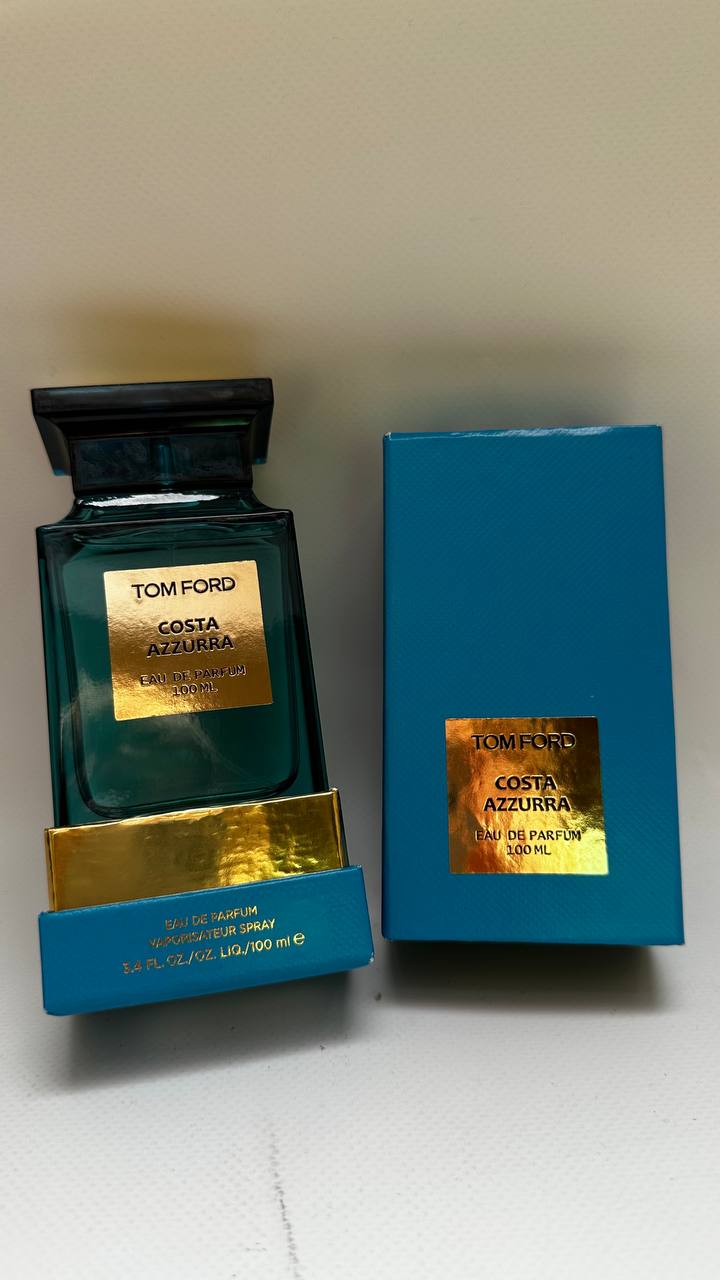 TOM FORD
COSTA
AZZURRA
EAU DE PARFUM
100 ML
EAU DE PARFUM
VAPORISATEUR SPRAY
3.4 FL. OZ./OZ. LIQ./100 ml e
TOM FORD
COSTA
AZZURRA
EAU DE PARFUM
100 ML